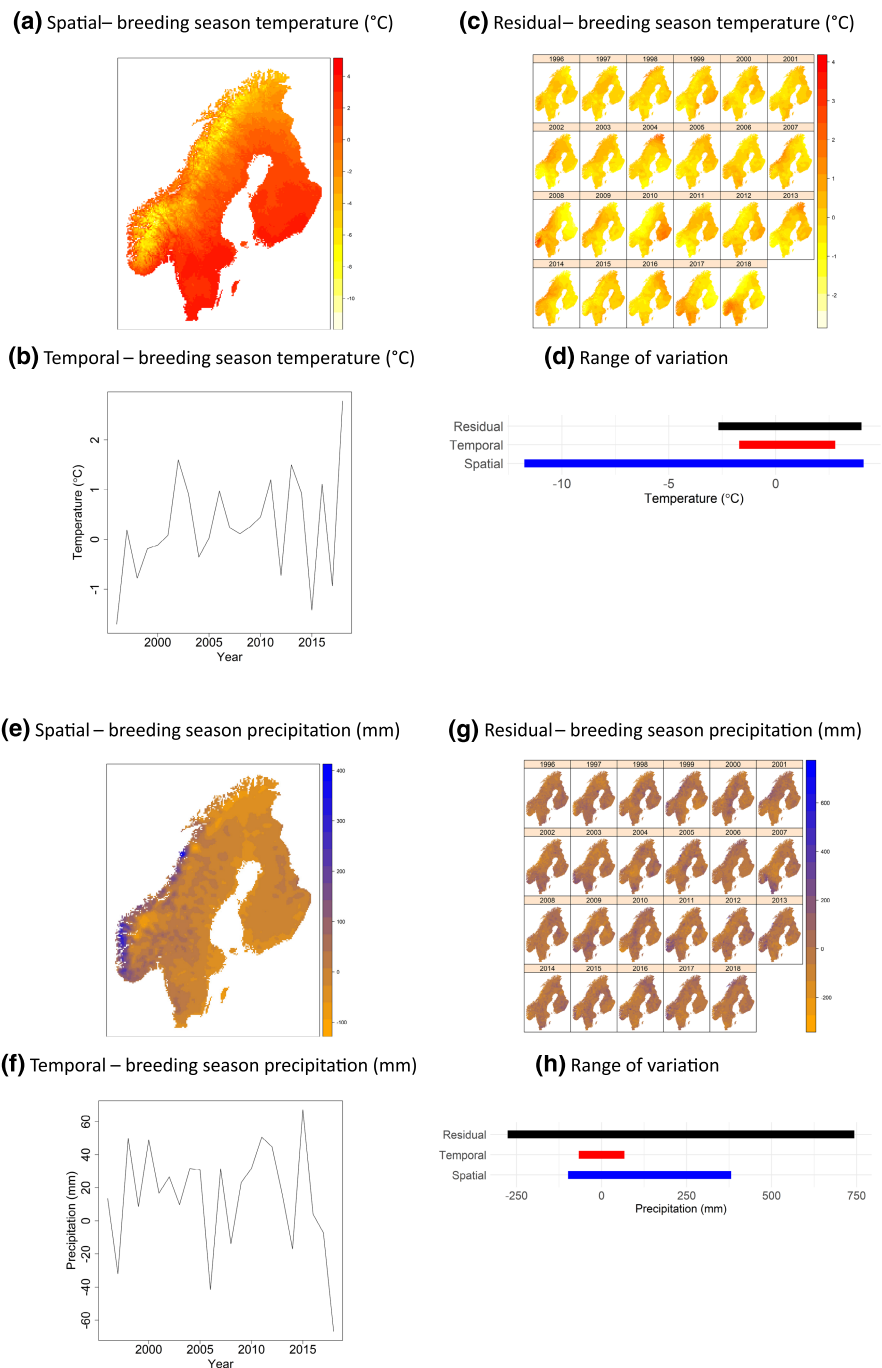 (a) Spatial– breeding season temperature (°C)
4
2
0
-2
-4
-6
-8
-10
(c) Residual– breeding season temperature (°C)
1996 1997 1998 1999 2000 2001
2002 2003 2004 2005 2006 2007
2008 2009 2010 2011 2012 2013
2014 2015 2016 2017 2018
4
3
2
1
0
-1
-2
(b) Temporal – breeding season temperature (°C)
Temperature (°C)
2
1
0
-1
2000 2005 2010 2015
Year
(d) Range of variation
Residual
Temporal
Spatial
-10 -5 0
Temperature (°C)
(e) Spatial – breeding season precipitation (mm)
400
300
200
100
0
-100
(g) Residual – breeding season precipitation (mm)
1996 1997 1998 1999 2000 2001
2002 2003 2004 2005 2006 2007
2008 2009 2010 2011 2012 2013
2014 2015 2016 2017 2018
600
400
200
0
-200
(f) Temporal – breeding season precipitation (mm)
Precipitation (mm)
60
40
20
0
-20
-40
-60
2000 2005 2010 2015
Year
(h) Range of variation
Residual
Temporal
Spatial
-250 0 250 500 750
Precipitation (mm)